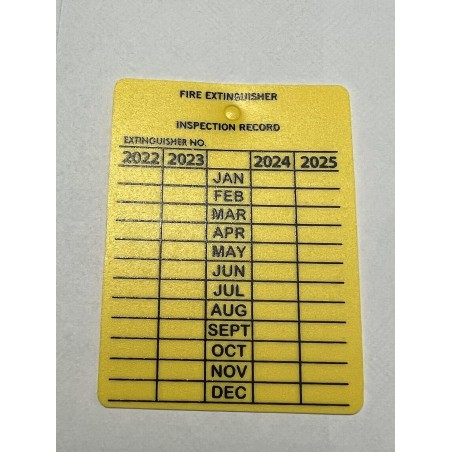 FIRE EXTINGUISHER
INSPECTION RECORD
EXTINGUISHER NO.
2022 2023 2024 2025
JAN
FEB
MAR
APR
MAY
JUN
JUL
AUG
SEPT
OCT
NOV
DEC